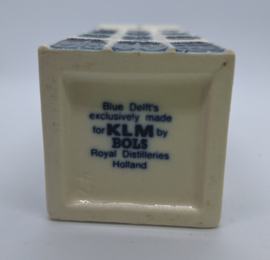 Blue Delft's
exclusively made
for KLM by
BOLS
Royal Distilleries
Holland